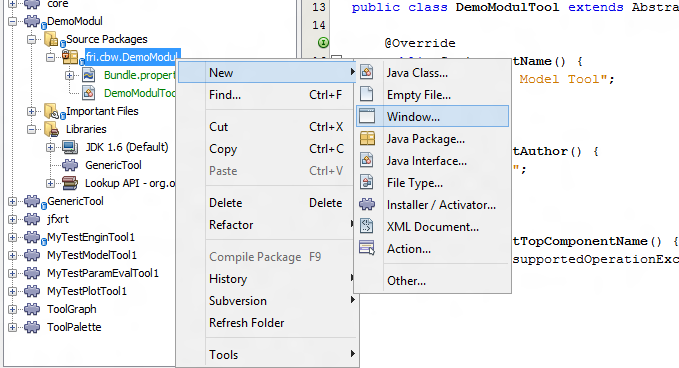 core
DemoModul
Source Packages
fri.cbw.DemoModul
Bundle.propert
DemoModulToo
Important Files
Libraries
JDK 1.6 (Default)
GenericTool
Lookup API - org.o
GenericTool
jfxrt
MyTestEnginTool1
MyTestModelTool1
MyTestParamEvalTool1
MyTestPlotTool1
ToolGraph
ToolPalette
New
Find... Ctrl+F
Cut Ctrl+X
Copy Ctrl+C
Paste Ctrl+V
Delete Delete
Refactor
Compile Package F9
History
Subversion
Refresh Folder
Tools
Java Class...
Empty File...
Window...
Java Package...
Java Interface...
File Type...
Installer / Activator...
XML Document...
Action...
Other...
13 public class DemoModulTool extends Abstra
14
@Override
ntName() {
Model Tool";
tAuthor() {
";
tTopComponentName() {
supportedOperationExc